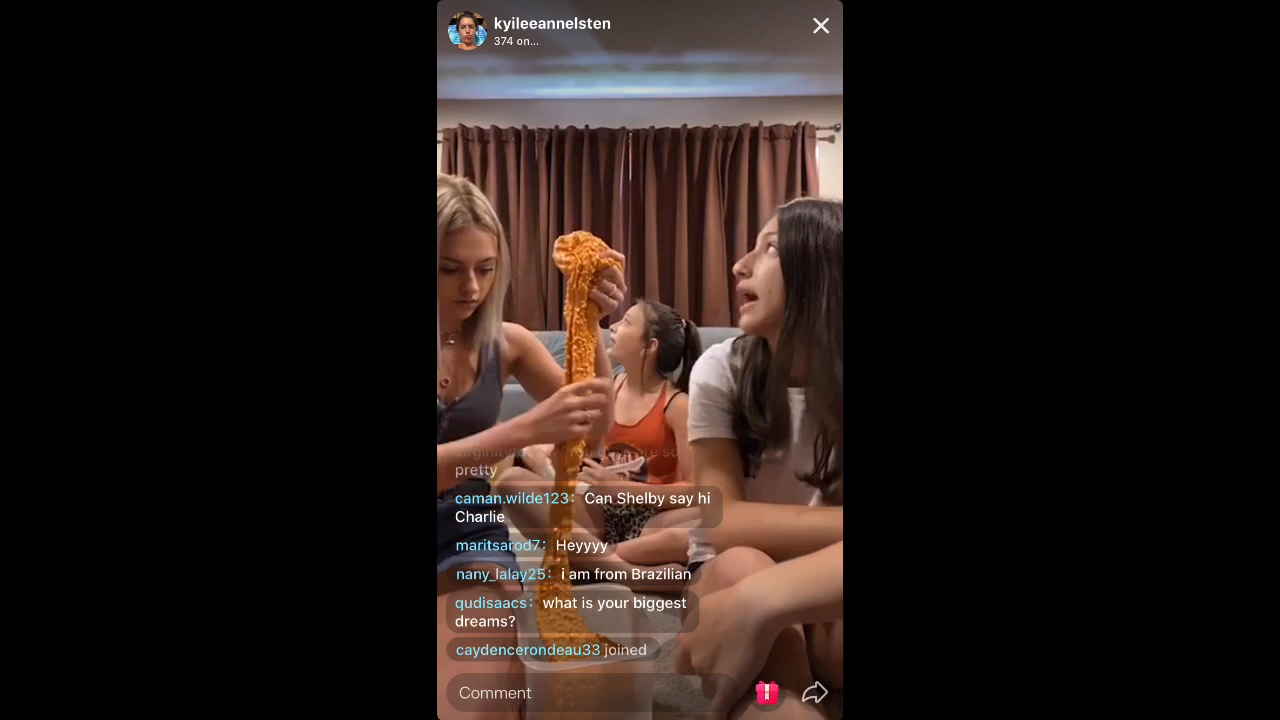 kyileeannelsten
374 on...
pretty
caman.wilde123: Can Shelby say hi
Charlie
maritsarod7: Heyyyy
nany_lalay25: i am from Brazilian
qudisaacs: what is your biggest
dreams?
caydencerondeau33 joined
Comment